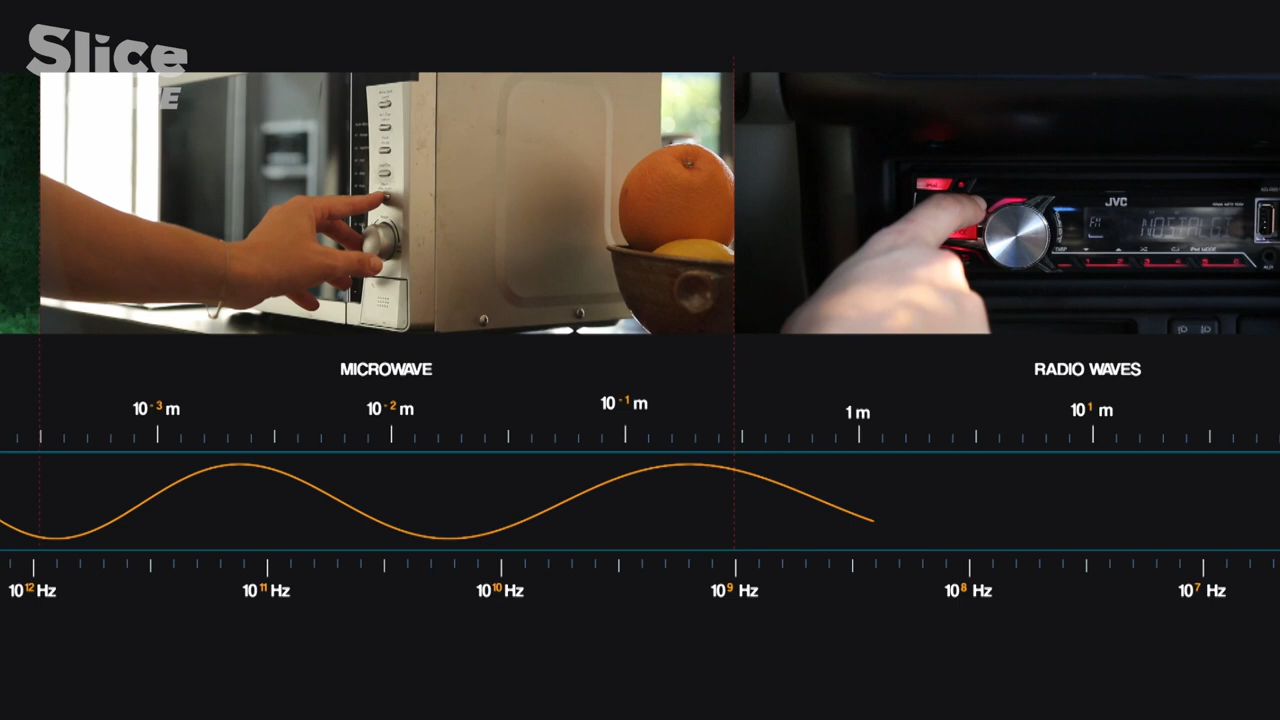 Slice
MICROWAVE
RADIO WAVES
10⁻³ m
10⁻² m
10⁻¹ m
1 m
10¹ m
10¹² Hz
10¹¹ Hz
10¹⁰ Hz
10⁹ Hz
10⁸ Hz
10⁷ Hz
JVC